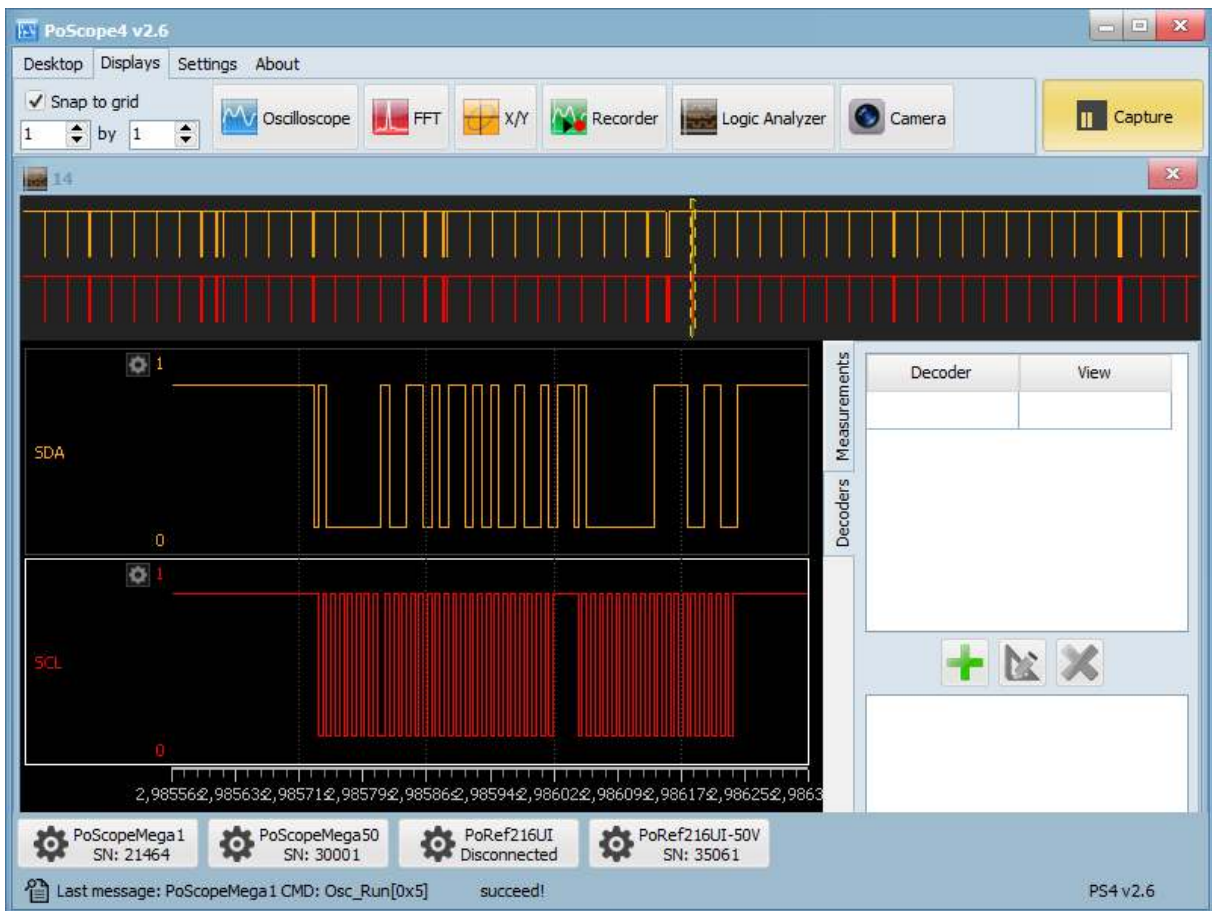 PoScope4 v2.6
Desktop Displays Settings About
Snap to grid
1 by 1
Oscilloscope FFT X/Y Recorder Logic Analyzer Camera Capture
14
1
SDA
0
Measurements
Decoders
Decoder View
1
SCL
0
2,98556 2,98563 2,98571 2,98579 2,98586 2,98594 2,98602 2,98609 2,98617 2,98625 2,9863
PoScopeMega1
SN: 21464
PoScopeMega50
SN: 30001
PoRef216UI
Disconnected
PoRef216UI-50V
SN: 35061
Last message: PoScopeMega1 CMD: Osc_Run[0x5] succeed!
PS4 v2.6